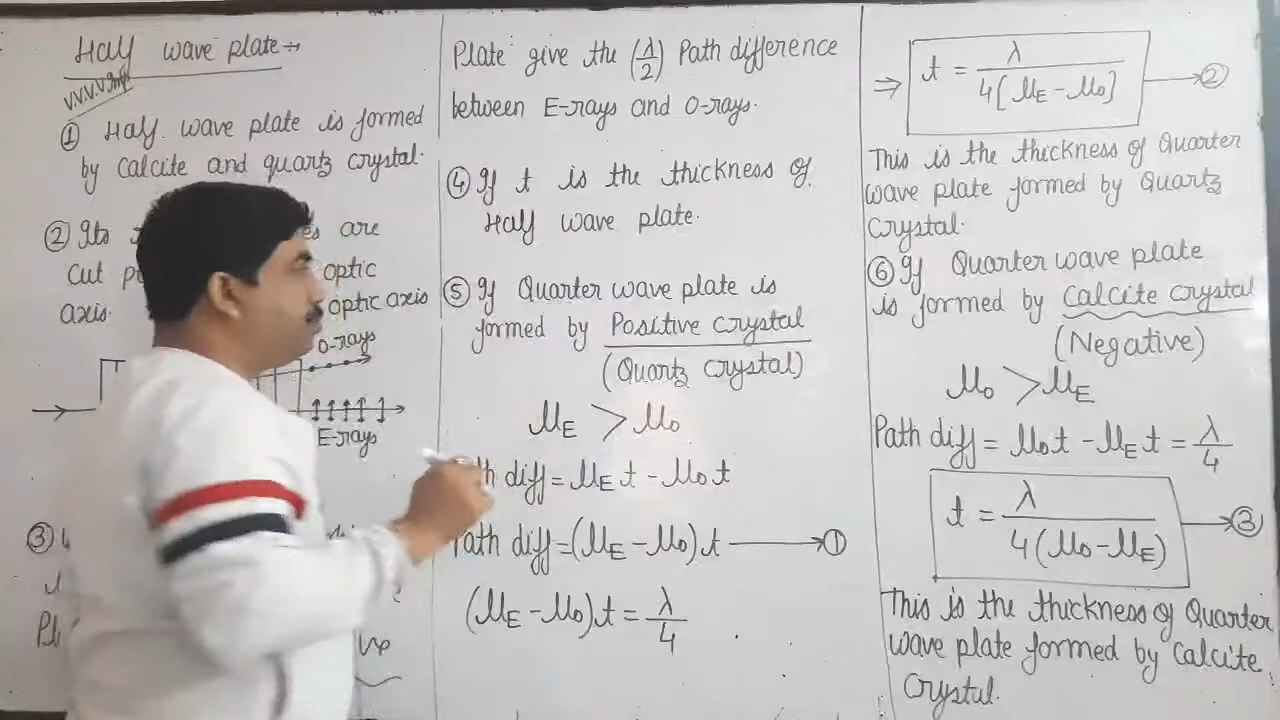 Half wave plate →
V.V.V.V Imp
① Half wave plate is formed
by calcite and quartz crystal.
② Its
are
cut
optic
axis.
optic axis
O-rays
E-rays
③
Plate give the (λ/2) Path difference
between E-rays and O-rays.
④ If t is the thickness of
Half wave plate.
⑤ If Quarter wave plate is
formed by Positive crystal
(Quartz crystal)
μE > μo
diff = μE t - μo t
Path diff = (μE - μo) t → ①
(μE - μo) t = λ/4
⇒ t = λ/4[μE - μo] → ②
This is the thickness of Quarter
wave plate formed by Quartz
Crystal.
⑥ If Quarter wave plate
is formed by Calcite crystal
(Negative)
μo > μE
Path diff = μot - μEt = λ/4
t = λ/4(μo - μE) → ③
This is the thickness of Quarter
wave plate formed by Calcite
Crystal.